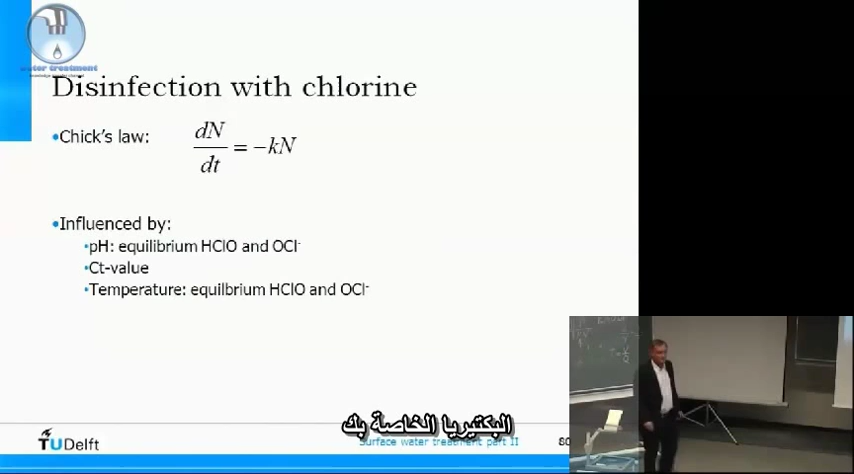 water treatment
Disinfection with chlorine
•Chick's law:
dN
dt
= −kN
•Influenced by:
•pH: equilibrium HClO and OCl-
•Ct-value
•Temperature: equilbrium HClO and OCl-
البكتيريا الخاصة بك
TUDelft
Surface water treatment part II
80